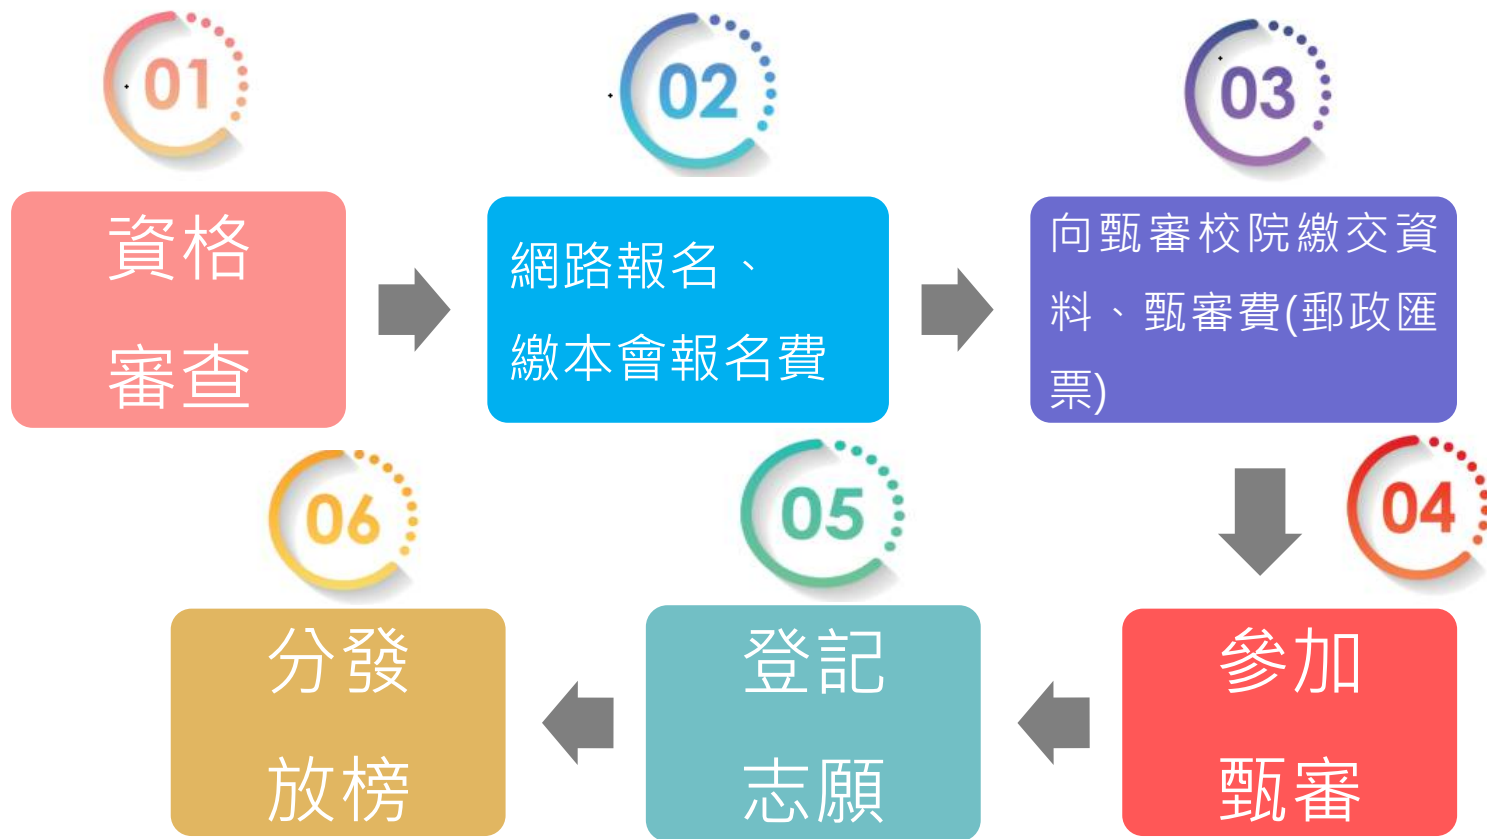 01
資格
審查
02
網路報名、
繳本會報名費
03
向甄審校院繳交資
料、甄審費(郵政匯
票)
04
參加
甄審
05
登記
志願
06
分發
放榜